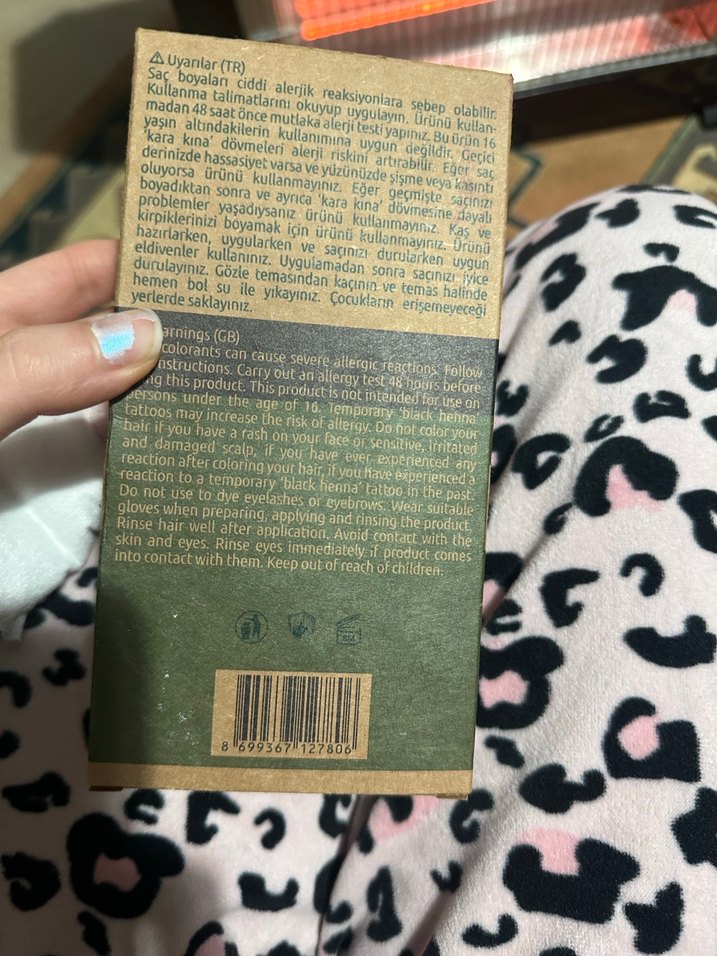 ⚠ Uyarılar (TR)
Saç boyaları ciddi alerjik reaksiyonlara sebep olabilir.
Kullanma talimatlarını okuyup uygulayın. Ürünü kullan-
madan 48 saat önce mutlaka alerji testi yapınız. Bu ürün 16
yaşın altındakilerin kullanımına uygun değildir. Geçici
'kara kına' dövmeleri alerji riskini artırabilir. Eğer saç
derinizde hassasiyet varsa ve yüzünüzde şişme veya kaşıntı
oluyorsa ürünü kullanmayınız. Eğer geçmişte saçınızı
boyadıktan sonra ve ayrıca 'kara kına' dövmesine dayalı
problemler yaşadıysanız ürünü kullanmayınız. Kaş ve
kirpiklerinizi boyamak için ürünü kullanmayınız. Ürünü
hazırlarken, uygularken ve saçınızı durularken uygun
eldivenler kullanınız. Uygulamadan sonra saçınızı iyice
durulayınız. Gözle temasından kaçının ve temas halinde
hemen bol su ile yıkayınız. Çocukların erişemeyeceği
yerlerde saklayınız.
arnings (GB)
colorants can cause severe allergic reactions. Follow
instructions. Carry out an allergy test 48 hours before
ing this product. This product is not intended for use on
persons under the age of 16. Temporary 'black henna'
tattoos may increase the risk of allergy. Do not color your
hair if you have a rash on your face or sensitive, irritated
and damaged scalp, if you have ever experienced any
reaction after coloring your hair, if you have experienced a
reaction to a temporary 'black henna' tattoo in the past.
Do not use to dye eyelashes or eyebrows. Wear suitable
gloves when preparing, applying and rinsing the product.
Rinse hair well after application. Avoid contact with the
skin and eyes. Rinse eyes immediately if product comes
into contact with them. Keep out of reach of children.
8 699367 127806